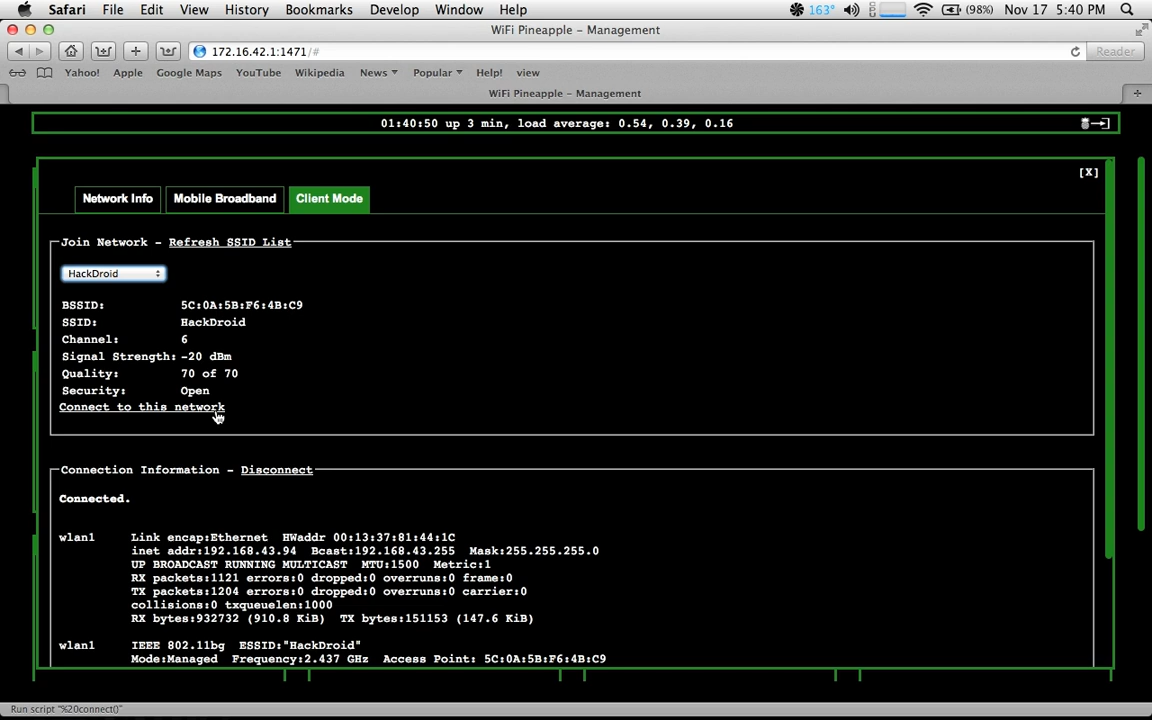 Safari File Edit View History Bookmarks Develop Window Help 163° (98%) Nov 17 5:40 PM
WiFi Pineapple – Management
172.16.42.1:1471/# Reader
Yahoo! Apple Google Maps YouTube Wikipedia News ▼ Popular ▼ Help! view
WiFi Pineapple – Management +
01:40:50 up 3 min, load average: 0.54, 0.39, 0.16
[X]
Network Info Mobile Broadband Client Mode
Join Network - Refresh SSID List
HackDroid
BSSID: 5C:0A:5B:F6:4B:C9
SSID: HackDroid
Channel: 6
Signal Strength: -20 dBm
Quality: 70 of 70
Security: Open
Connect to this network
Connection Information - Disconnect
Connected.
wlan1 Link encap:Ethernet HWaddr 00:13:37:81:44:1C
inet addr:192.168.43.94 Bcast:192.168.43.255 Mask:255.255.255.0
UP BROADCAST RUNNING MULTICAST MTU:1500 Metric:1
RX packets:1121 errors:0 dropped:0 overruns:0 frame:0
TX packets:1204 errors:0 dropped:0 overruns:0 carrier:0
collisions:0 txqueuelen:1000
RX bytes:932732 (910.8 KiB) TX bytes:151153 (147.6 KiB)
wlan1 IEEE 802.11bg ESSID:"HackDroid"
Mode:Managed Frequency:2.437 GHz Access Point: 5C:0A:5B:F6:4B:C9
Run script "%20connect()"